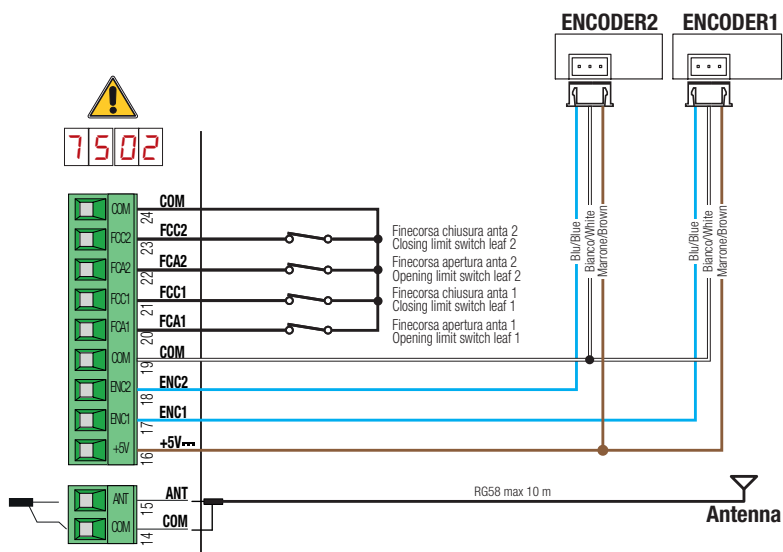 ENCODER2 ENCODER1
7502
COM 24 COM
FCC2 23 FCC2
FCA2 22 FCA2
FCC1 21 FCC1
FCA1 20 FCA1
COM 19 COM
ENC2 18 ENC2
ENC1 17 ENC1
+5V 16 +5V
ANT 15 ANT
COM 14 COM
Finecorsa chiusura anta 2
Closing limit switch leaf 2
Finecorsa apertura anta 2
Opening limit switch leaf 2
Finecorsa chiusura anta 1
Closing limit switch leaf 1
Finecorsa apertura anta 1
Opening limit switch leaf 1
Blu/Blue
Bianco/White
Marrone/Brown
Blu/Blue
Bianco/White
Marrone/Brown
RG58 max 10 m
Antenna